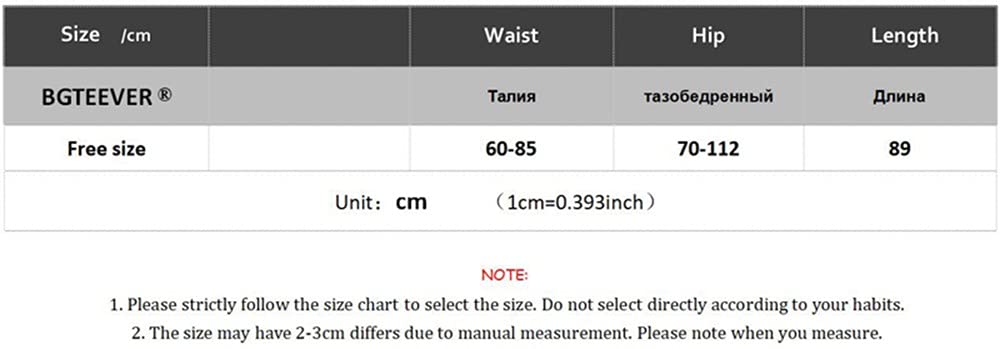 Size /cm Waist Hip Length
BGTEEVER ® Талия тазобедренный Длина
Free size 60-85 70-112 89
Unit: cm （1cm=0.393inch）
NOTE:
1. Please strictly follow the size chart to select the size. Do not select directly according to your habits.
2. The size may have 2-3cm differs due to manual measurement. Please note when you measure.